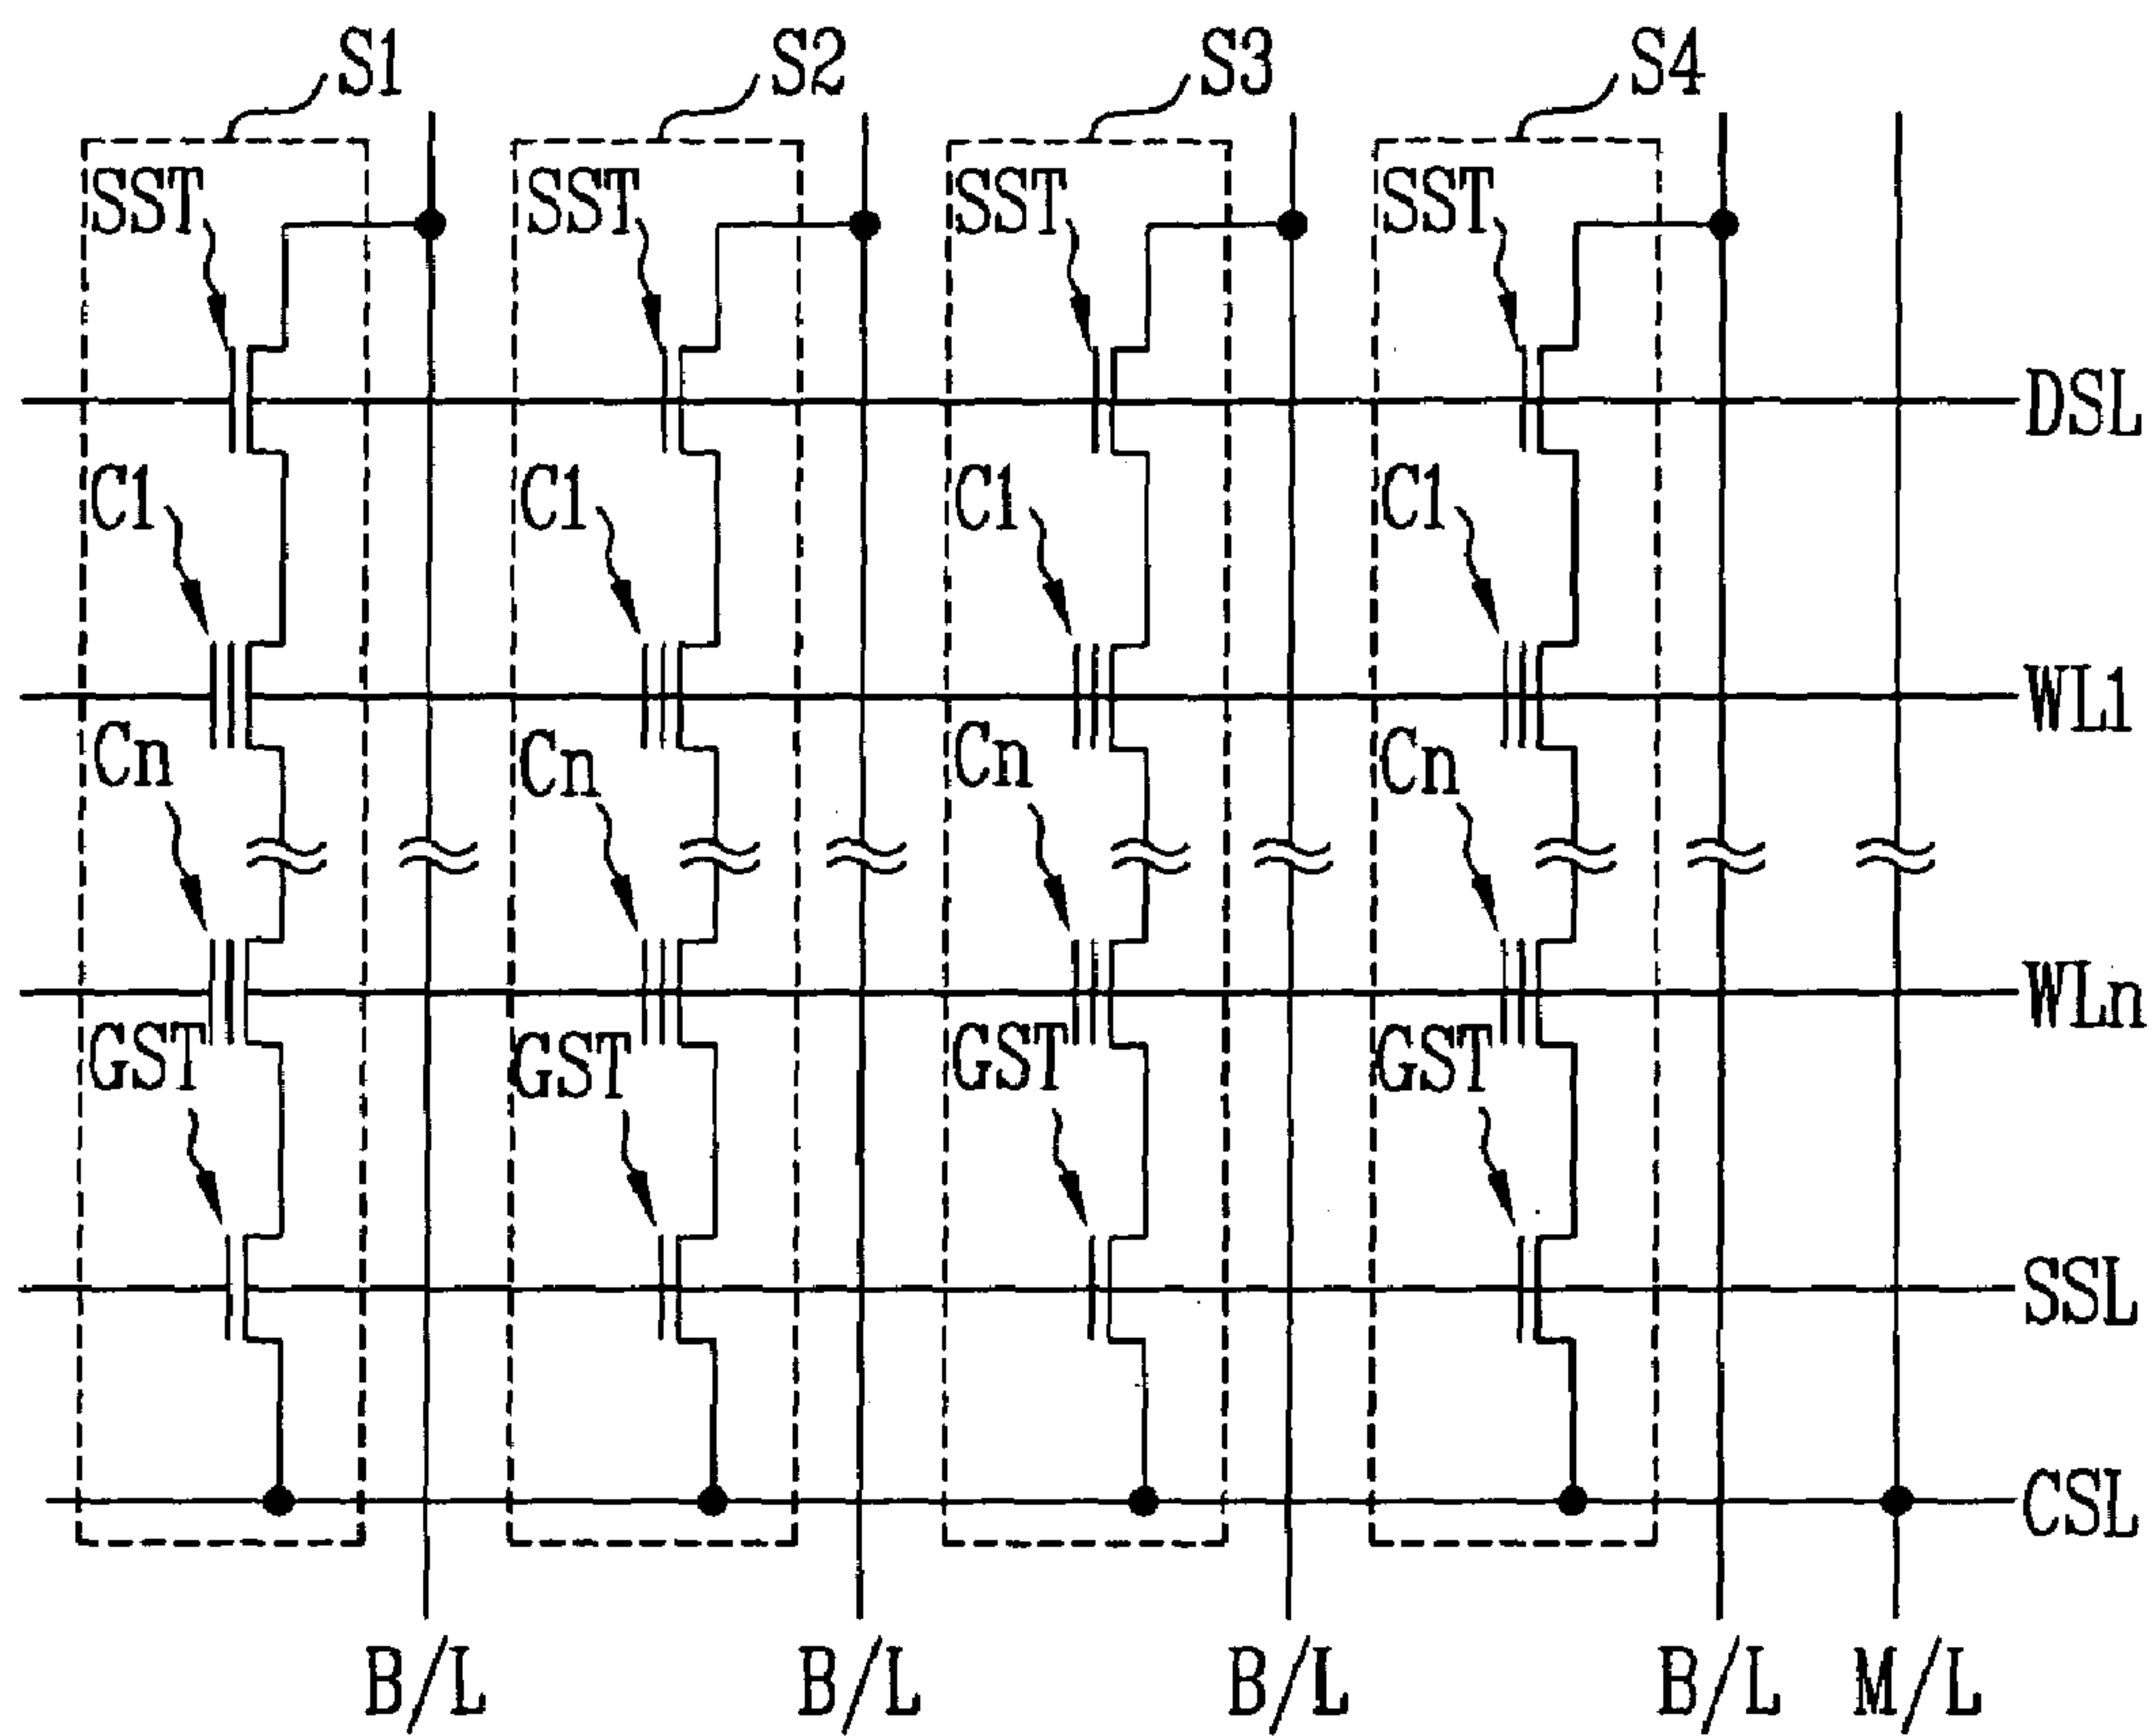 S1 S2 S3 S4
SST SST SST SST
DSL
C1 C1 C1 C1
WL1
Cn Cn Cn Cn
WLn
GST GST GST GST
SSL
CSL
B/L B/L B/L B/L M/L